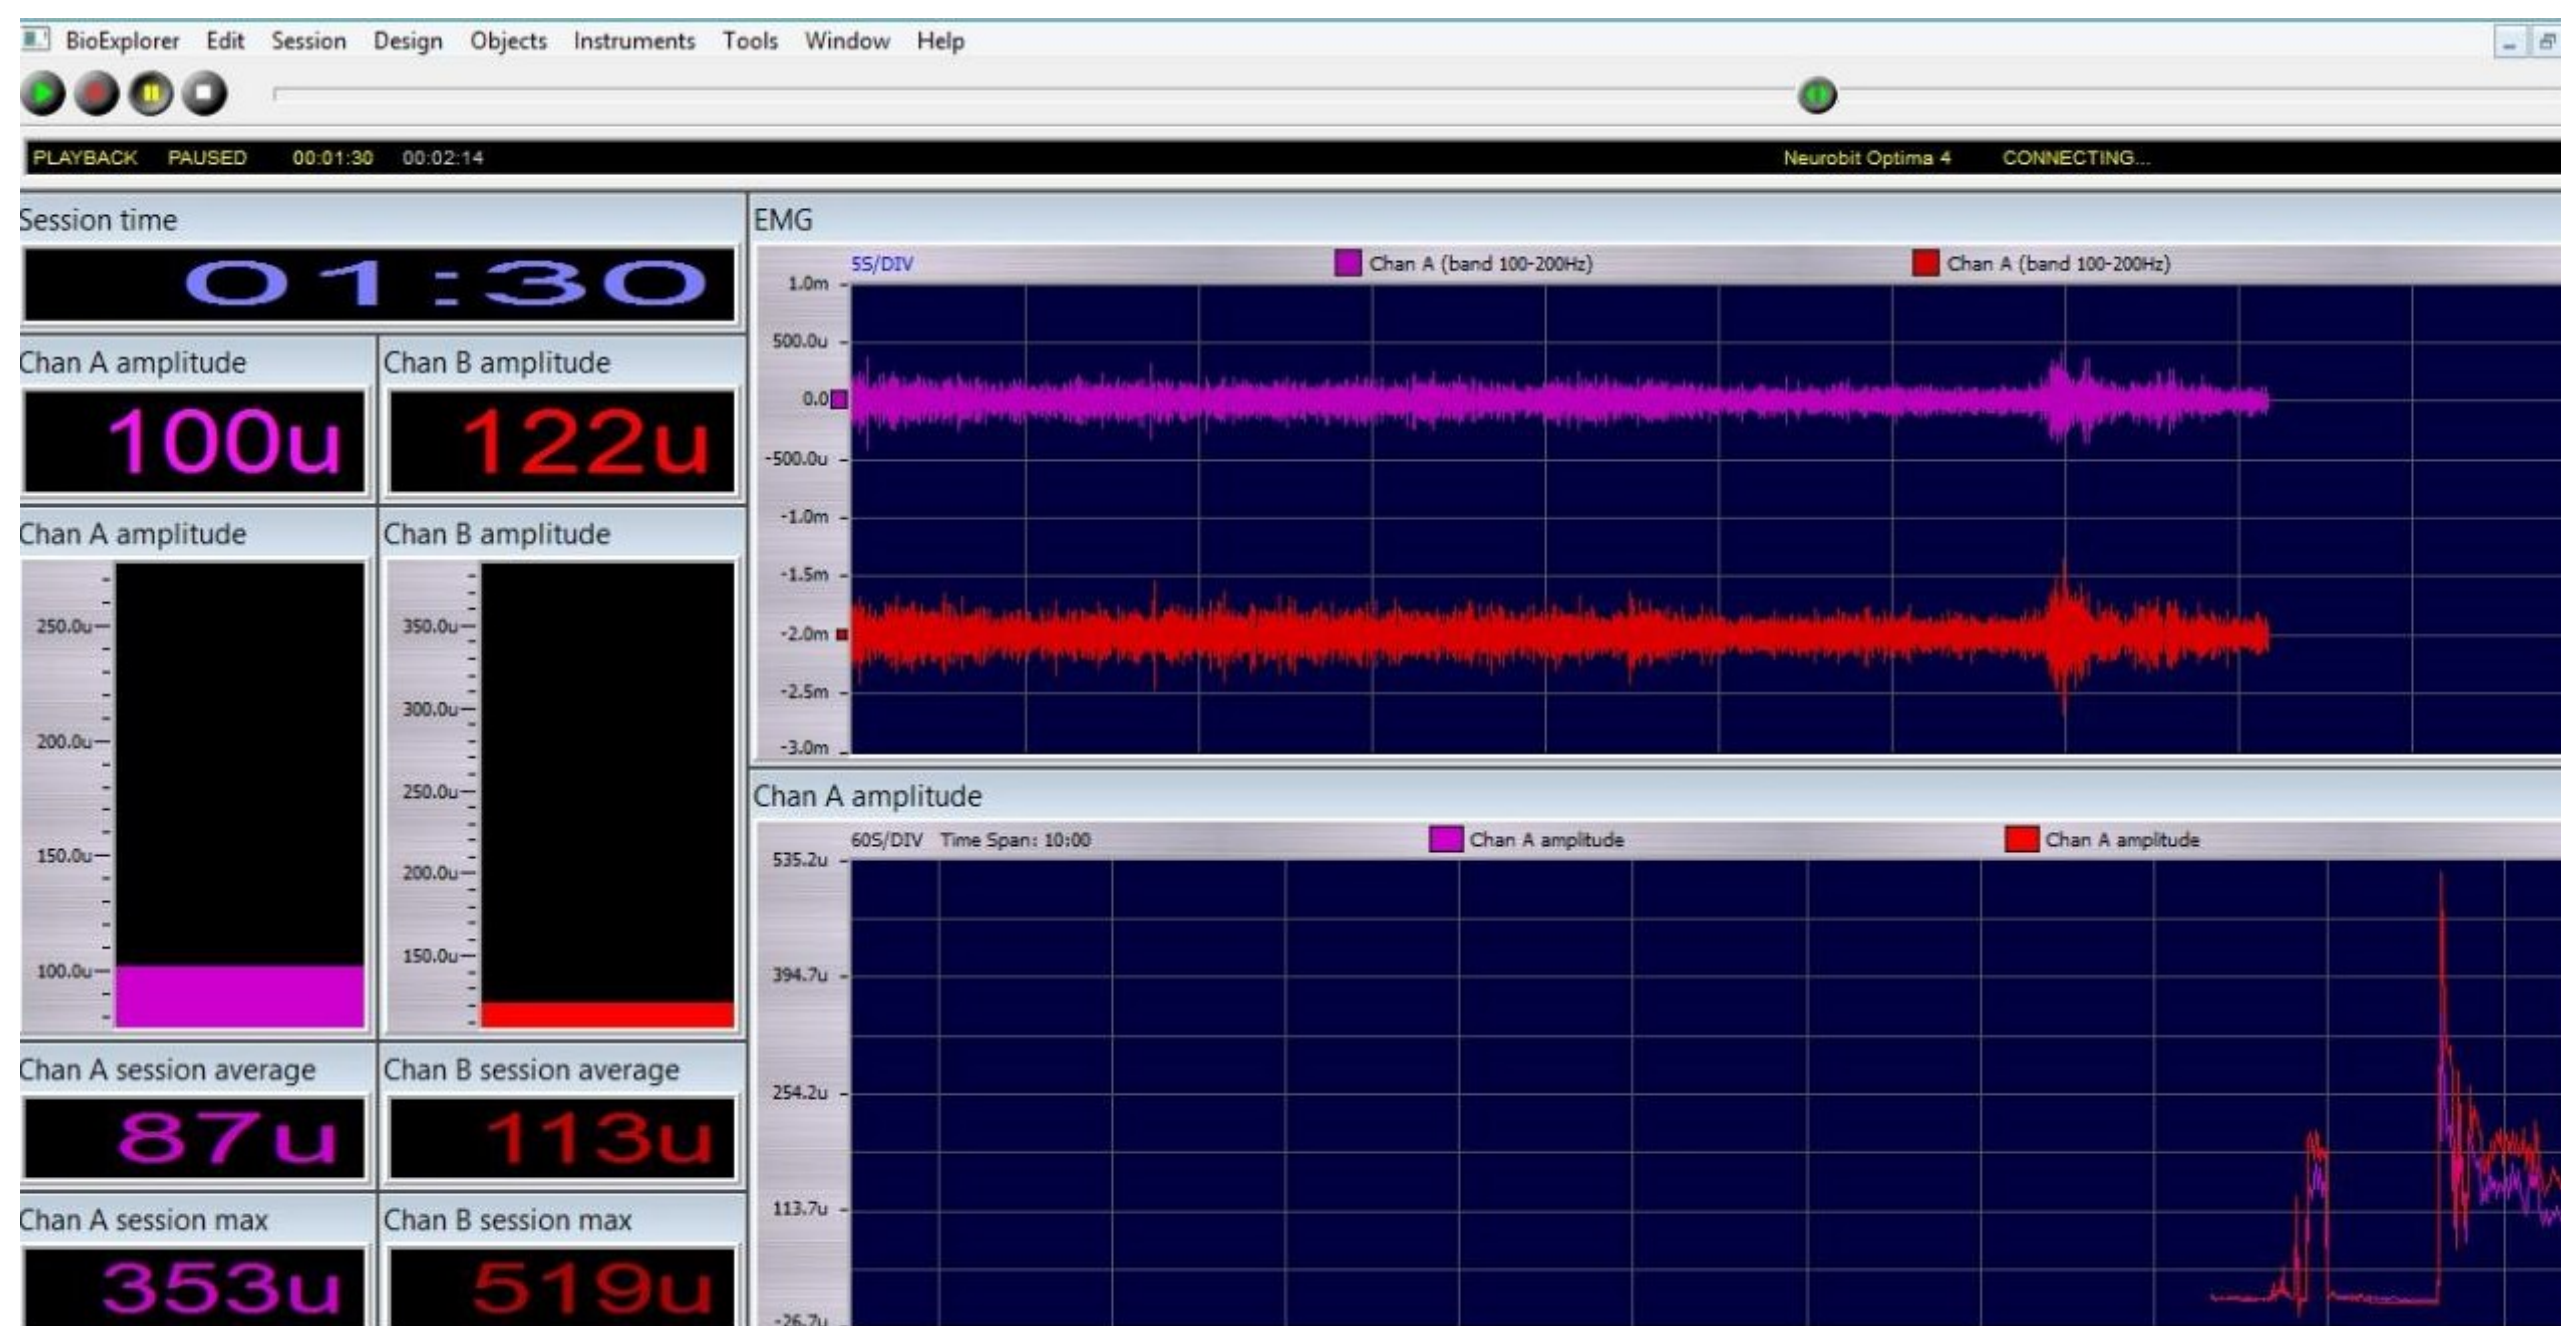 BioExplorer Edit Session Design Objects Instruments Tools Window Help
PLAYBACK PAUSED 00:01:30 00:02:14 Neurobit Optima 4 CONNECTING...
Session time
01:30
Chan A amplitude
100u
Chan B amplitude
122u
Chan A amplitude
250.0u
200.0u
150.0u
100.0u
Chan B amplitude
350.0u
300.0u
250.0u
200.0u
150.0u
Chan A session average
87u
Chan B session average
113u
Chan A session max
353u
Chan B session max
519u
EMG
5S/DIV Chan A (band 100-200Hz) Chan A (band 100-200Hz)
1.0m
500.0u
0.0
-500.0u
-1.0m
-1.5m
-2.0m
-2.5m
-3.0m
Chan A amplitude
60S/DIV Time Span: 10:00 Chan A amplitude Chan A amplitude
535.2u
394.7u
254.2u
113.7u
-26.7u